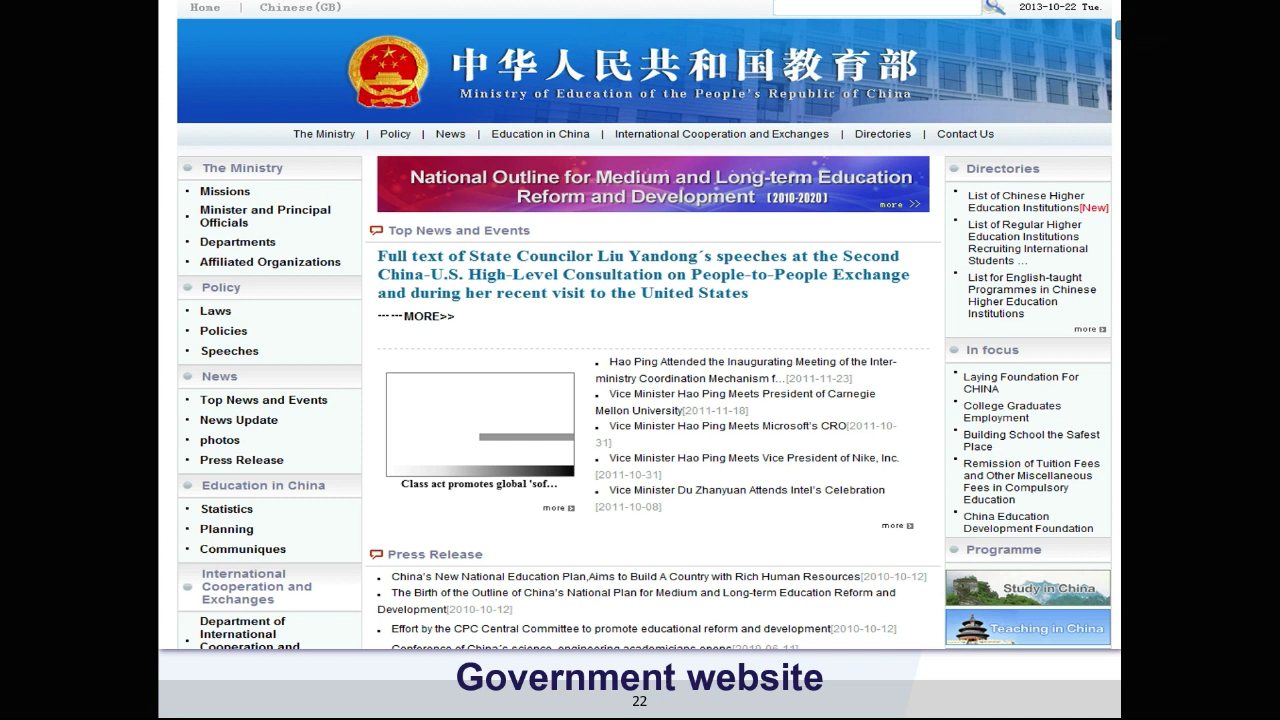 Home | Chinese(GB)
2013-10-22 Tue.
中华人民共和国教育部
Ministry of Education of the People's Republic of China
The Ministry | Policy | News | Education in China | International Cooperation and Exchanges | Directories | Contact Us
The Ministry
Missions
Minister and Principal
Officials
Departments
Affiliated Organizations
Policy
Laws
Policies
Speeches
News
Top News and Events
News Update
photos
Press Release
Education in China
Statistics
Planning
Communiques
International
Cooperation and
Exchanges
Department of
International
Cooperation and
National Outline for Medium and Long-term Education
Reform and Development (2010-2020)
more >>
Top News and Events
Full text of State Councilor Liu Yandong´s speeches at the Second
China-U.S. High-Level Consultation on People-to-People Exchange
and during her recent visit to the United States
------MORE>>
Class act promotes global 'sof...
more
• Hao Ping Attended the Inaugurating Meeting of the Inter-
ministry Coordination Mechanism f...[2011-11-23]
• Vice Minister Hao Ping Meets President of Carnegie
Mellon University[2011-11-18]
• Vice Minister Hao Ping Meets Microsoft's CRO[2011-10-
31]
• Vice Minister Hao Ping Meets Vice President of Nike, Inc.
[2011-10-31]
• Vice Minister Du Zhanyuan Attends Intel's Celebration
[2011-10-08]
more
Press Release
• China's New National Education Plan,Aims to Build A Country with Rich Human Resources[2010-10-12]
• The Birth of the Outline of China's National Plan for Medium and Long-term Education Reform and
Development[2010-10-12]
• Effort by the CPC Central Committee to promote educational reform and development[2010-10-12]
Conference of China´s science,engineering academicians opens[2010-06-11]
Directories
List of Chinese Higher
Education Institutions[New]
List of Regular Higher
Education Institutions
Recruiting International
Students ...
List for English-taught
Programmes in Chinese
Higher Education
Institutions
more
In focus
Laying Foundation For
CHINA
College Graduates
Employment
Building School the Safest
Place
Remission of Tuition Fees
and Other Miscellaneous
Fees in Compulsory
Education
China Education
Development Foundation
Programme
Study in China
Teaching in China
Government website
22